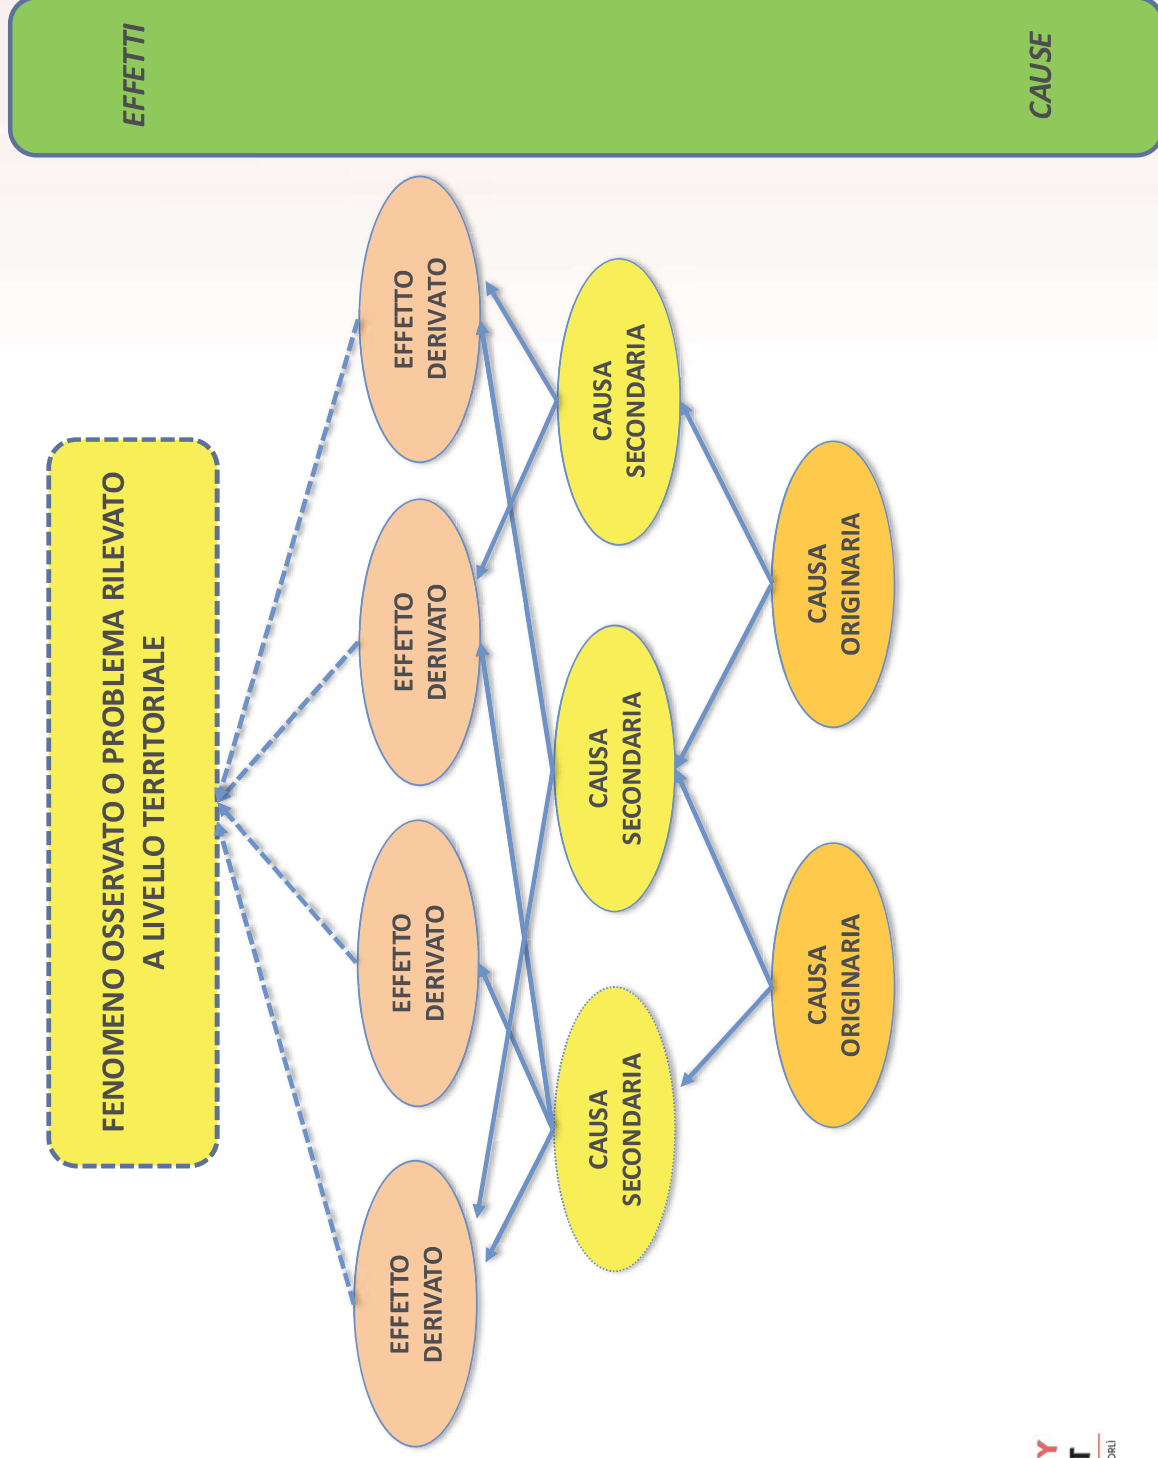 FENOMENO OSSERVATO O PROBLEMA RILEVATO
A LIVELLO TERRITORIALE
EFFETTI
EFFETTO
DERIVATO
EFFETTO
DERIVATO
EFFETTO
DERIVATO
EFFETTO
DERIVATO
CAUSA
SECONDARIA
CAUSA
SECONDARIA
CAUSA
SECONDARIA
CAUSA
ORIGINARIA
CAUSA
ORIGINARIA
CAUSE
Y
T